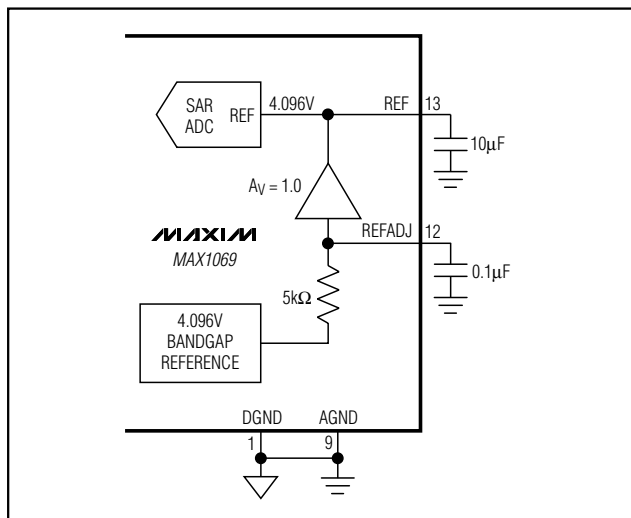 SAR
ADC
REF
4.096V
REF
13
10µF
AV = 1.0
REFADJ
12
0.1µF
MAXIM
MAX1069
5kΩ
4.096V
BANDGAP
REFERENCE
DGND
AGND
1
9